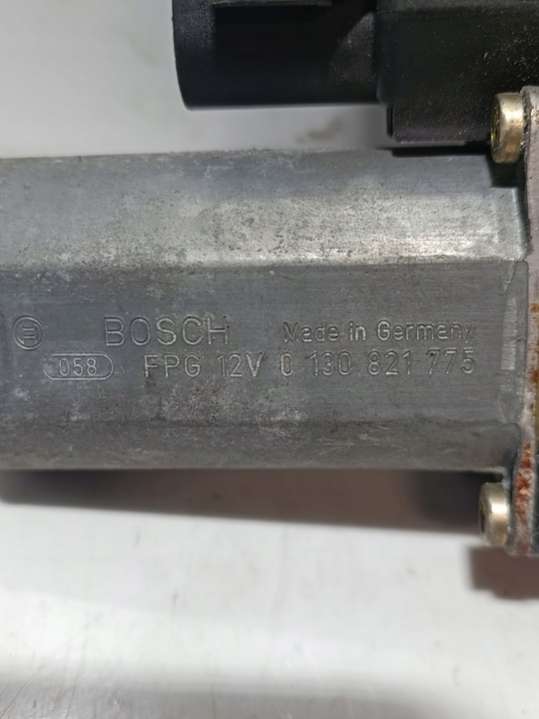 BOSCH Made in Germany
058 FPG 12V 0 130 821 775